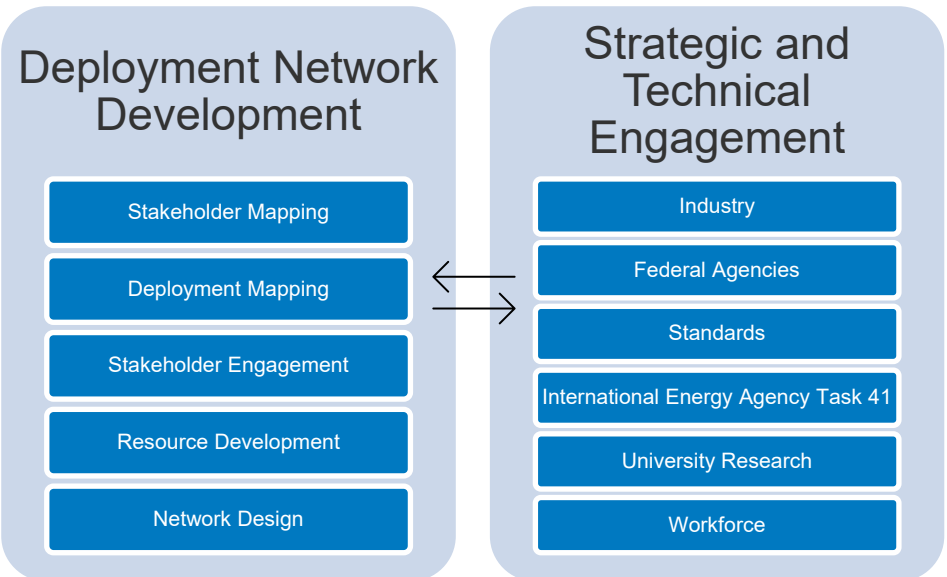 Deployment Network
Development
Stakeholder Mapping
Deployment Mapping
Stakeholder Engagement
Resource Development
Network Design
Strategic and
Technical
Engagement
Industry
Federal Agencies
Standards
International Energy Agency Task 41
University Research
Workforce